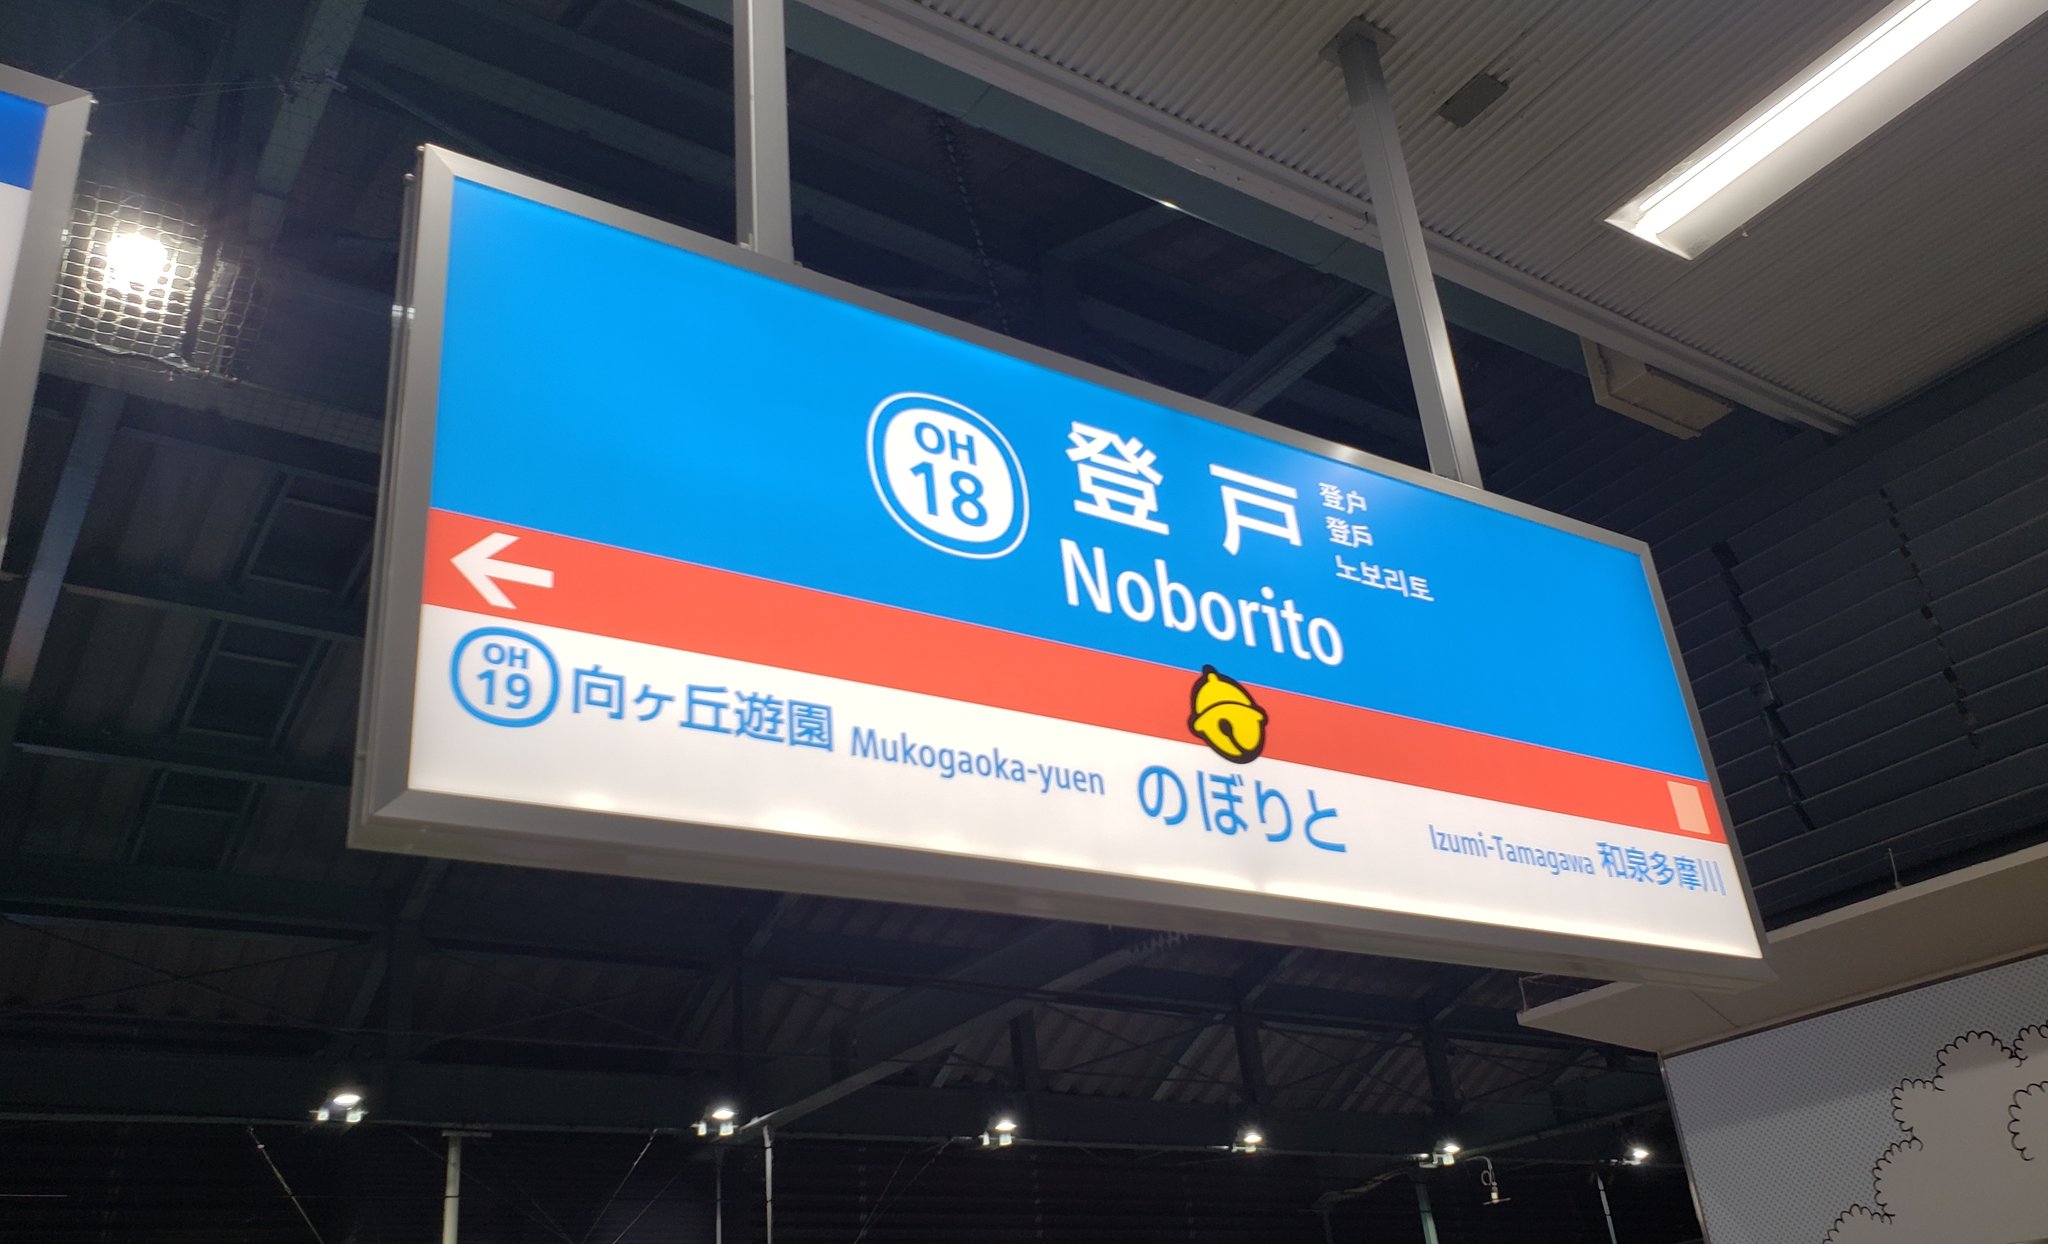 OH
18
登戸
登户
登戶
노보리토
Noborito
OH
19
向ヶ丘遊園 Mukogaoka-yuen
のぼりと
Izumi-Tamagawa 和泉多摩川